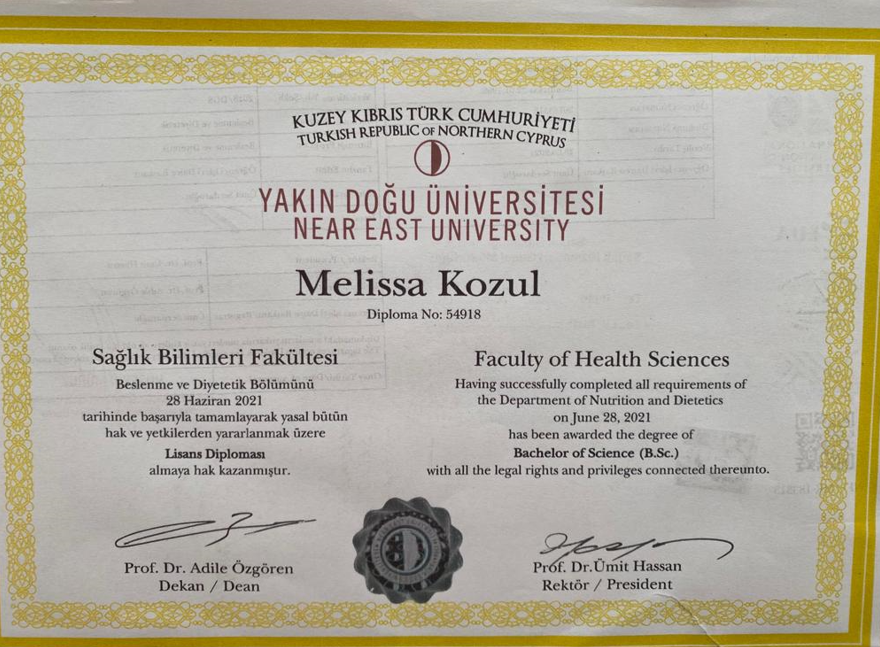 KUZEY KIBRIS TÜRK CUMHURİYETİ
TURKISH REPUBLIC OF NORTHERN CYPRUS
YAKIN DOĞU ÜNİVERSİTESİ
NEAR EAST UNIVERSITY
Melissa Kozul
Diploma No: 54918
Sağlık Bilimleri Fakültesi
Beslenme ve Diyetetik Bölümünü
28 Haziran 2021
tarihinde başarıyla tamamlayarak yasal bütün
hak ve yetkilerden yararlanmak üzere
Lisans Diploması
almaya hak kazanmıştır.
Faculty of Health Sciences
Having successfully completed all requirements of
the Department of Nutrition and Dietetics
on June 28, 2021
has been awarded the degree of
Bachelor of Science (B.Sc.)
with all the legal rights and privileges connected thereunto.
Prof. Dr. Adile Özgören
Dekan / Dean
Prof. Dr.Ümit Hassan
Rektör / President